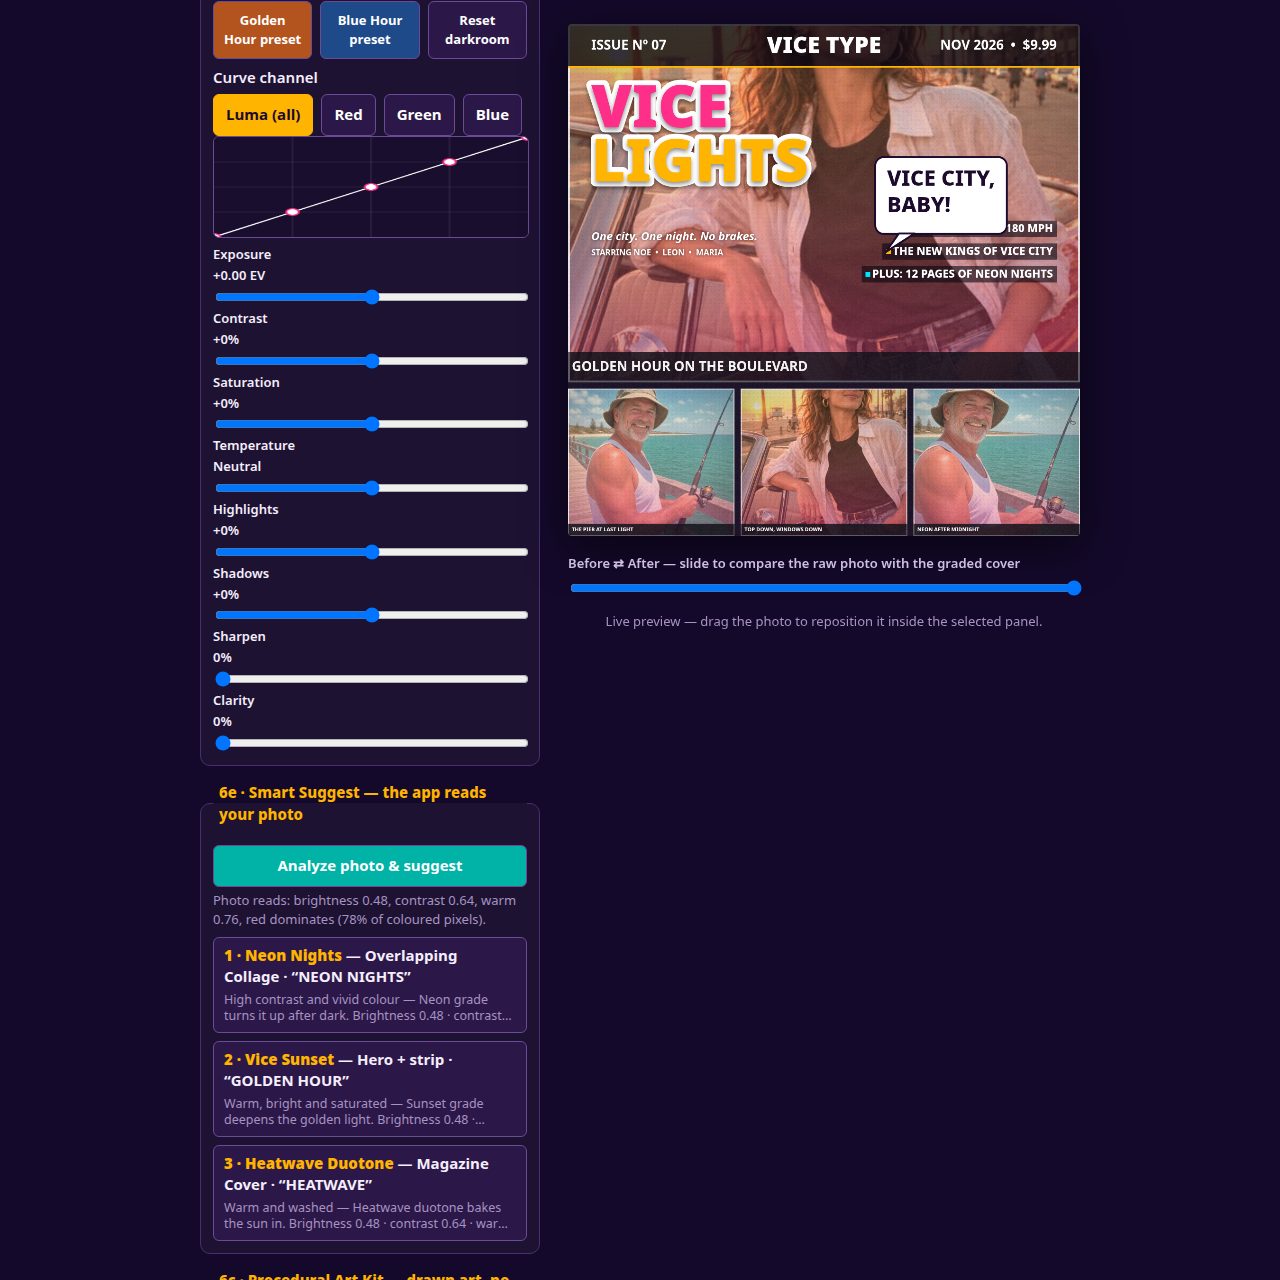 Golden
Hour preset
Blue Hour
preset
Reset
darkroom
Curve channel
Luma (all)
Red
Green
Blue
Exposure
+0.00 EV
Contrast
+0%
Saturation
+0%
Temperature
Neutral
Highlights
+0%
Shadows
+0%
Sharpen
0%
Clarity
0%
6e · Smart Suggest — the app reads
your photo
Analyze photo & suggest
Photo reads: brightness 0.48, contrast 0.64, warm
0.76, red dominates (78% of coloured pixels).
1 · Neon Nights — Overlapping
Collage · “NEON NIGHTS”
High contrast and vivid colour — Neon grade
turns it up after dark. Brightness 0.48 · contrast...
2 · Vice Sunset — Hero + strip ·
“GOLDEN HOUR”
Warm, bright and saturated — Sunset grade
deepens the golden light. Brightness 0.48 ·...
3 · Heatwave Duotone — Magazine
Cover · “HEATWAVE”
Warm and washed — Heatwave duotone bakes
the sun in. Brightness 0.48 · contrast 0.64 · war...
6c · Procedural Art Kit — drawn art, no
ISSUE Nº 07
VICE TYPE
NOV 2026 • $9.99
VICE
LIGHTS
VICE CITY,
BABY!
One city. One night. No brakes.
STARRING NOE • LEON • MARIA
180 MPH
THE NEW KINGS OF VICE CITY
PLUS: 12 PAGES OF NEON NIGHTS
GOLDEN HOUR ON THE BOULEVARD
THE PIER AT LAST LIGHT
TOP DOWN, WINDOWS DOWN
NEON AFTER MIDNIGHT
Before ⇄ After — slide to compare the raw photo with the graded cover
Live preview — drag the photo to reposition it inside the selected panel.